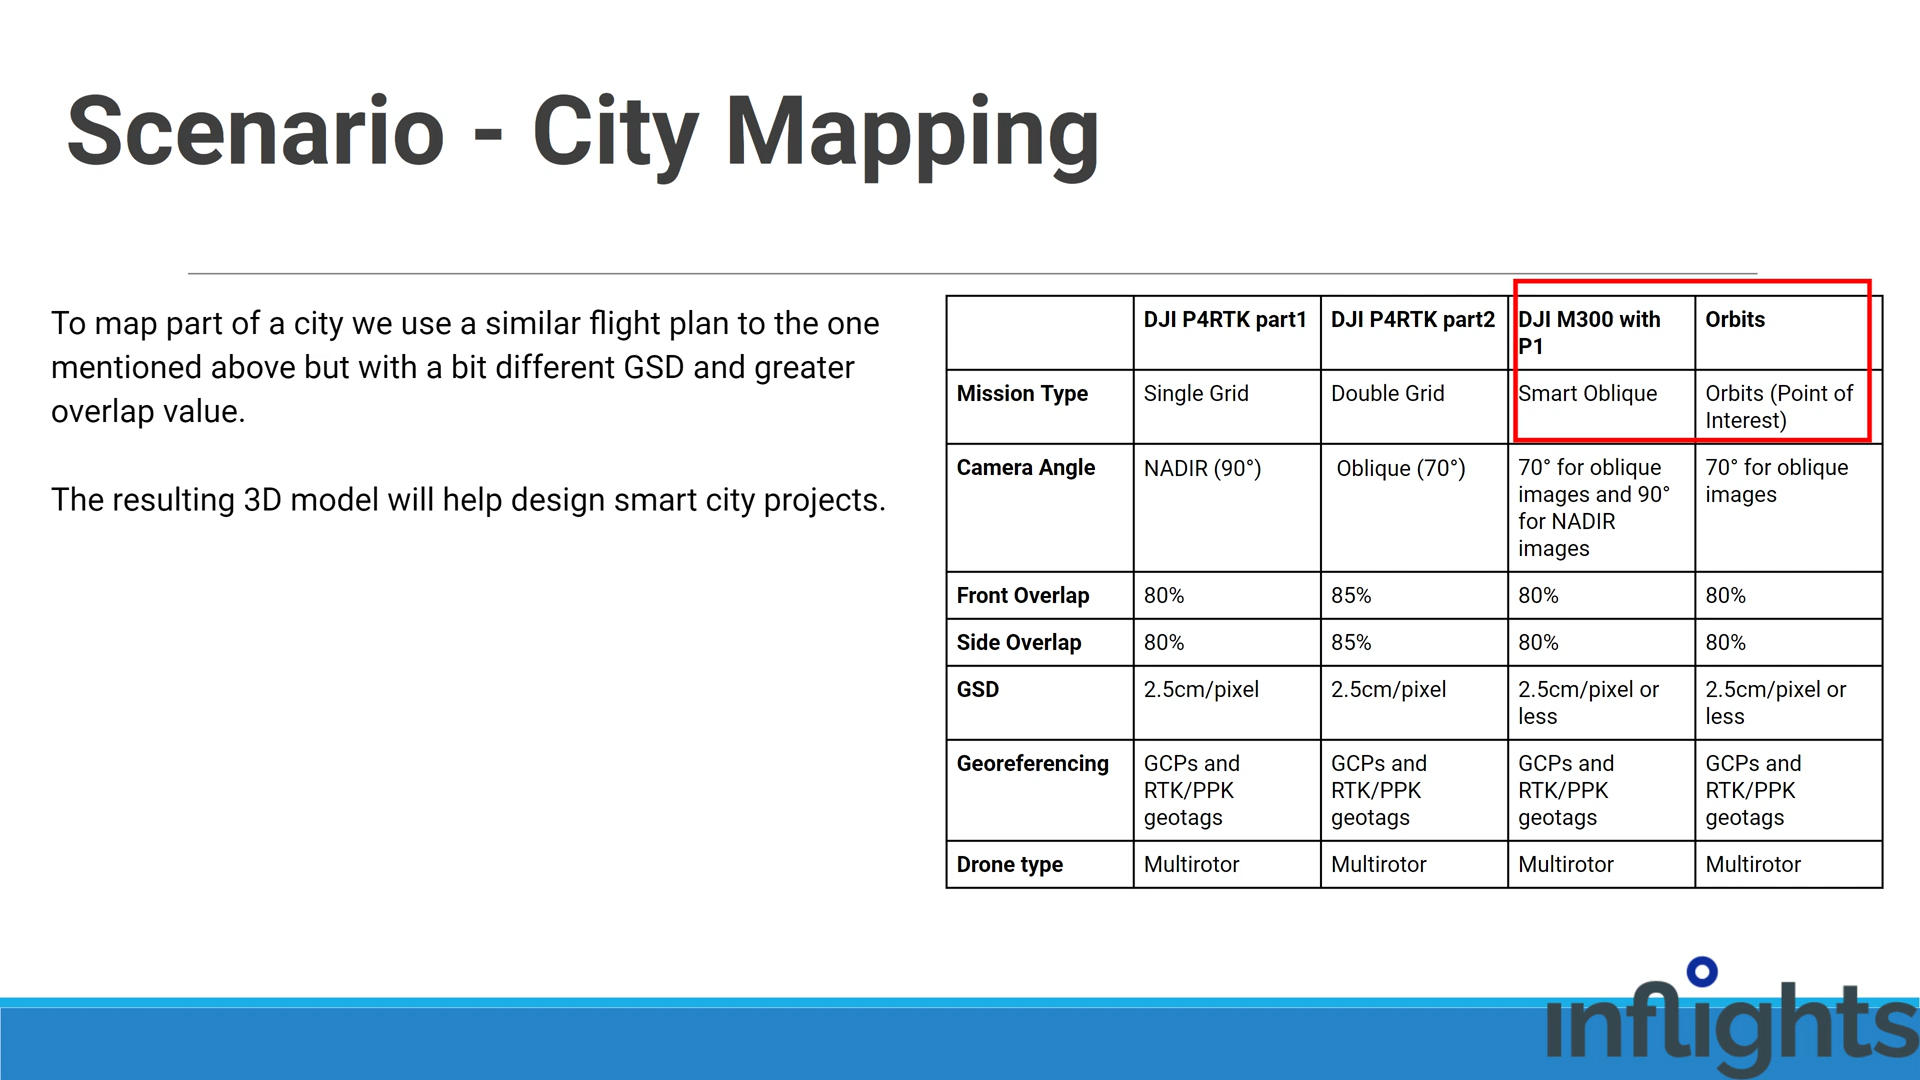 Scenario - City Mapping
To map part of a city we use a similar flight plan to the one
mentioned above but with a bit different GSD and greater
overlap value.
The resulting 3D model will help design smart city projects.
DJI P4RTK part1 DJI P4RTK part2 DJI M300 with P1 Orbits
Mission Type Single Grid Double Grid Smart Oblique Orbits (Point of Interest)
Camera Angle NADIR (90°) Oblique (70°) 70° for oblique images and 90° for NADIR images 70° for oblique images
Front Overlap 80% 85% 80% 80%
Side Overlap 80% 85% 80% 80%
GSD 2.5cm/pixel 2.5cm/pixel 2.5cm/pixel or less 2.5cm/pixel or less
Georeferencing GCPs and RTK/PPK geotags GCPs and RTK/PPK geotags GCPs and RTK/PPK geotags GCPs and RTK/PPK geotags
Drone type Multirotor Multirotor Multirotor Multirotor
inflights